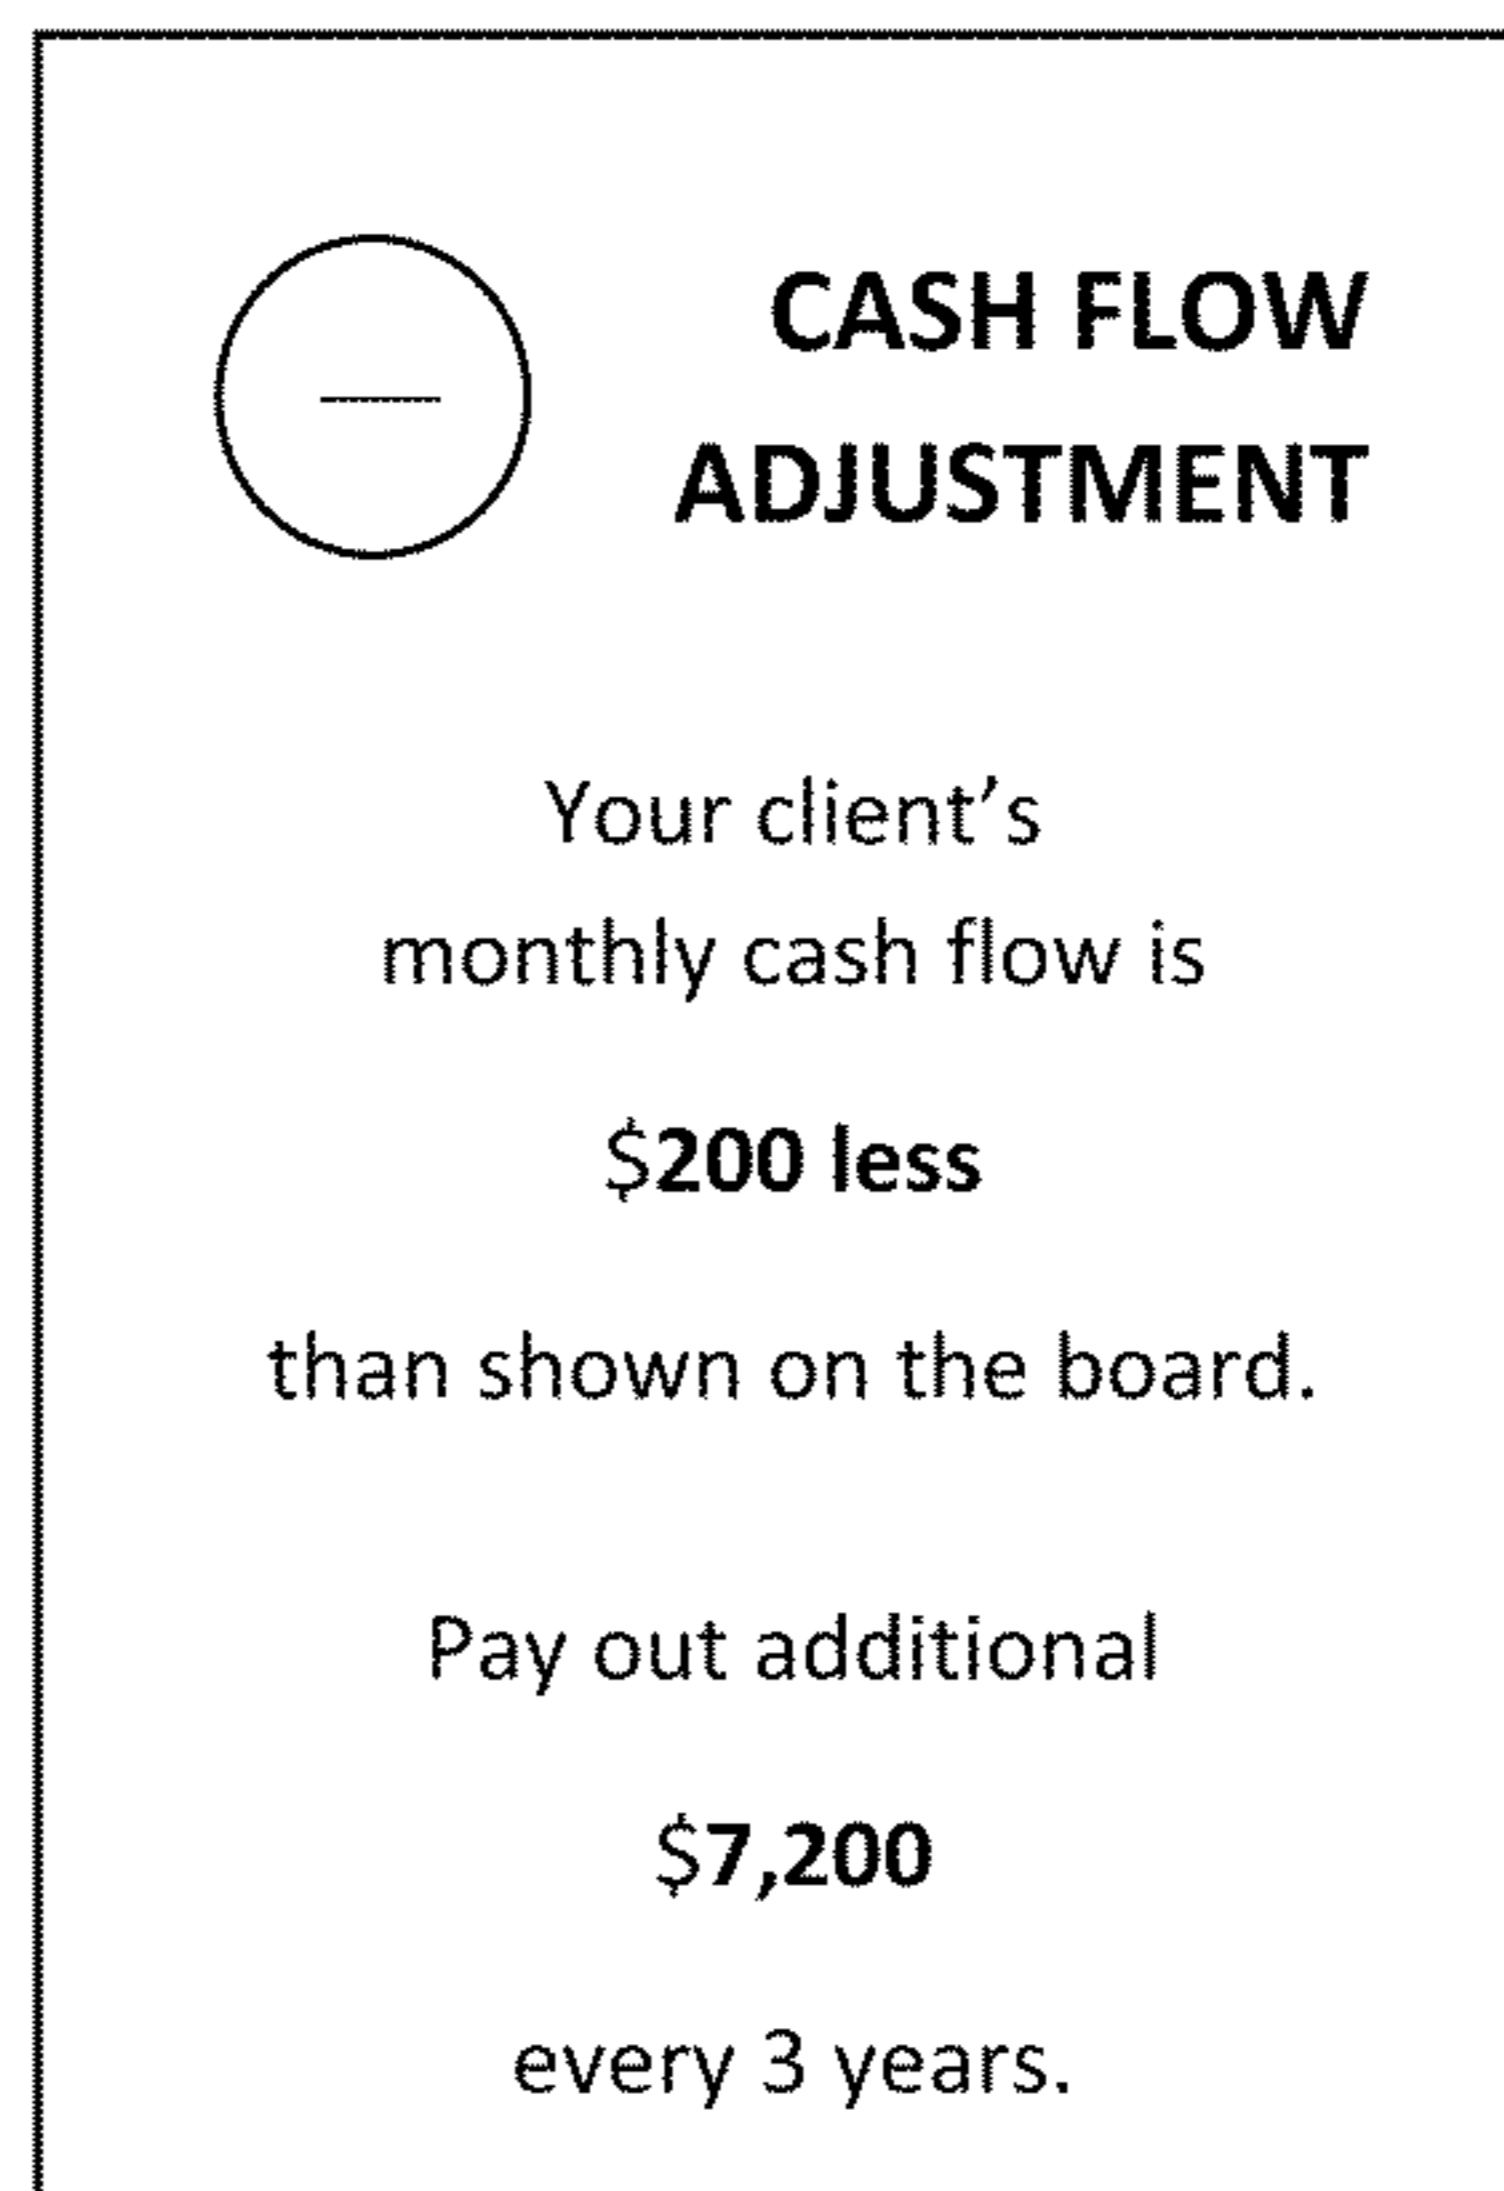 CASH FLOW
ADJUSTMENT
Your client’s
monthly cash flow is
$200 less
than shown on the board.
Pay out additional
$7,200
every 3 years.